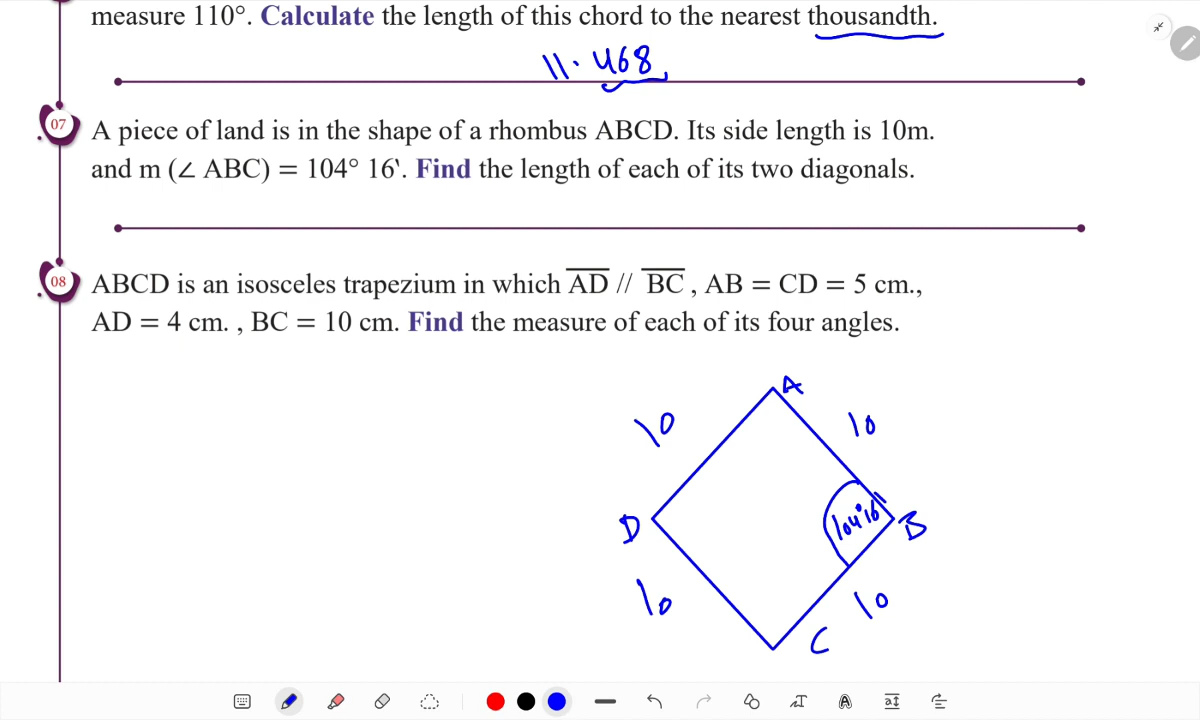 measure 110°. Calculate the length of this chord to the nearest thousandth.
11.468
07 A piece of land is in the shape of a rhombus ABCD. Its side length is 10m.
and m (∠ ABC) = 104° 16'. Find the length of each of its two diagonals.
08 ABCD is an isosceles trapezium in which A̅D̅ // B̅C̅ , AB = CD = 5 cm.,
AD = 4 cm. , BC = 10 cm. Find the measure of each of its four angles.
A
10 10
104°16'
D B
10 10
C